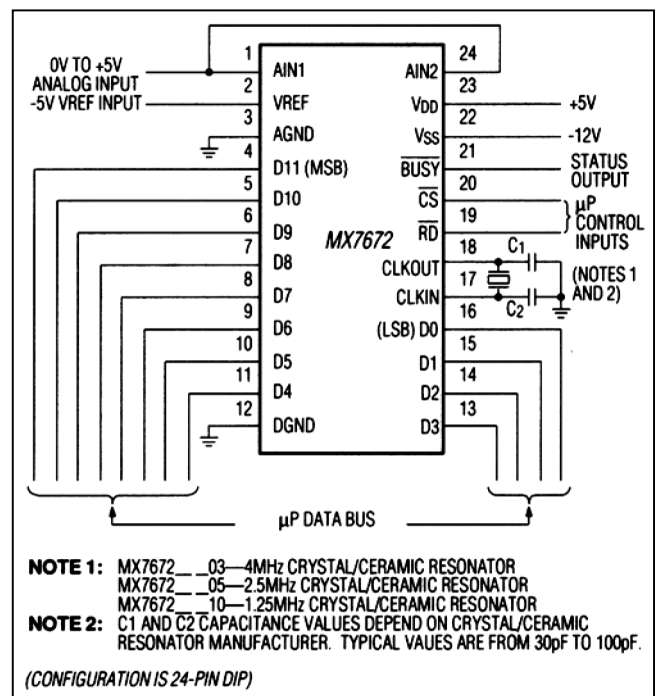 0V TO +5V
ANALOG INPUT
-5V VREF INPUT
1
2
3
4
5
6
7
8
9
10
11
12
AIN1
VREF
AGND
D11 (MSB)
D10
D9
D8
D7
D6
D5
D4
DGND
MX7672
AIN2
VDD
VSS
BUSY
CS
RD
CLKOUT
CLKIN
(LSB) D0
D1
D2
D3
24
23
22
21
20
19
18
17
16
15
14
13
+5V
-12V
STATUS
OUTPUT
µP
CONTROL
INPUTS
C1
C2
(NOTES 1
AND 2)
µP DATA BUS
NOTE 1: MX7672_ _03—4MHz CRYSTAL/CERAMIC RESONATOR
MX7672_ _05—2.5MHz CRYSTAL/CERAMIC RESONATOR
MX7672_ _10—1.25MHz CRYSTAL/CERAMIC RESONATOR
NOTE 2: C1 AND C2 CAPACITANCE VALUES DEPEND ON CRYSTAL/CERAMIC
RESONATOR MANUFACTURER. TYPICAL VAUES ARE FROM 30pF TO 100pF.
(CONFIGURATION IS 24-PIN DIP)